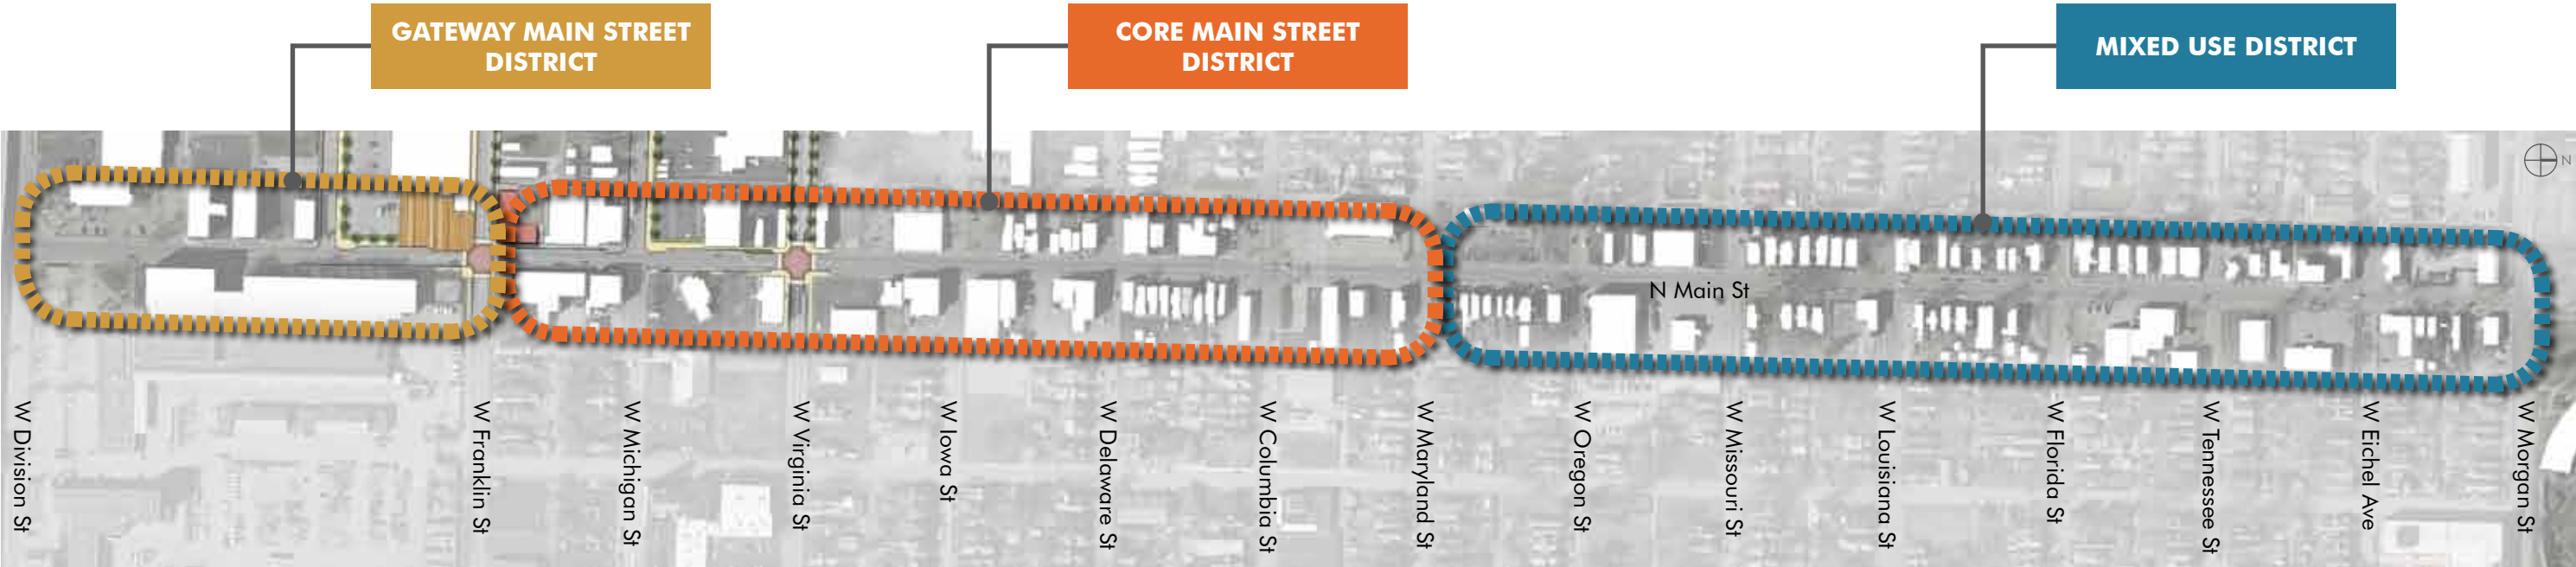 GATEWAY MAIN STREET
DISTRICT
CORE MAIN STREET
DISTRICT
MIXED USE DISTRICT
N
N Main St
W Division St
W Franklin St
W Michigan St
W Virginia St
W Iowa St
W Delaware St
W Columbia St
W Maryland St
W Oregon St
W Missouri St
W Louisiana St
W Florida St
W Tennessee St
W Eichel Ave
W Morgan St